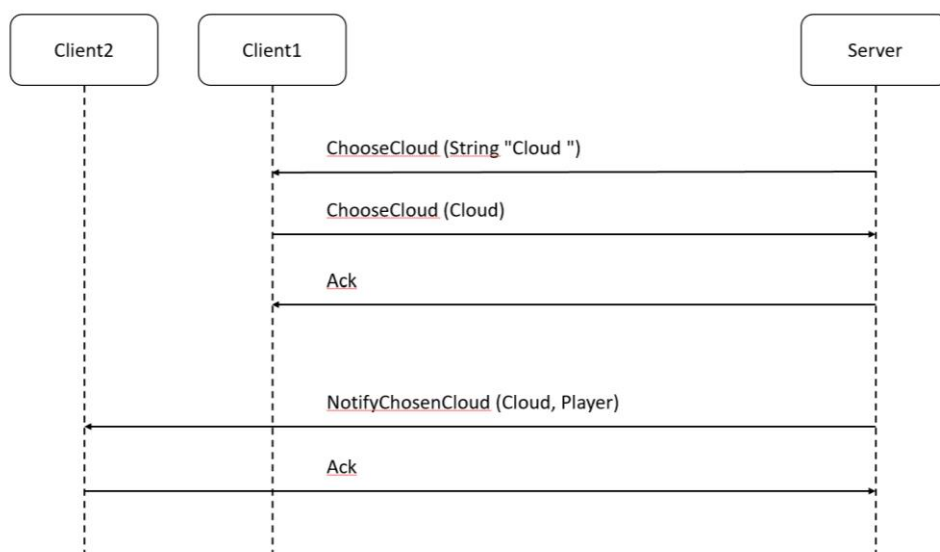 Client2
Client1
Server
ChooseCloud (String "Cloud ")
ChooseCloud (Cloud)
Ack
NotifyChosenCloud (Cloud, Player)
Ack